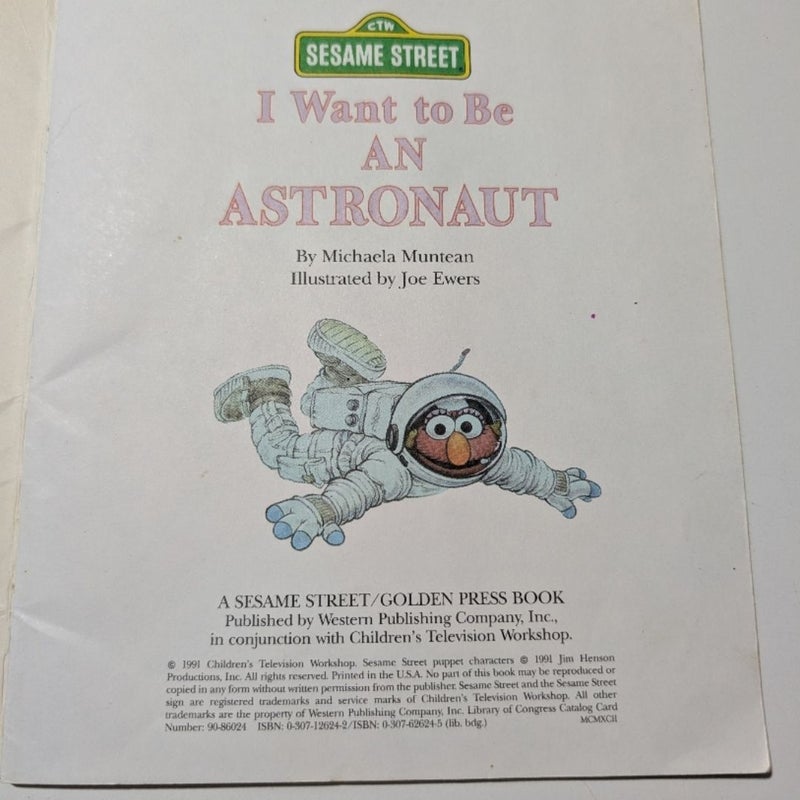 CTW
SESAME STREET
I Want to Be
AN
ASTRONAUT
By Michaela Muntean
Illustrated by Joe Ewers
A SESAME STREET/GOLDEN PRESS BOOK
Published by Western Publishing Company, Inc.,
in conjunction with Children's Television Workshop.
© 1991 Children's Television Workshop. Sesame Street puppet characters © 1991 Jim Henson
Productions, Inc. All rights reserved. Printed in the U.S.A. No part of this book may be reproduced or
copied in any form without written permission from the publisher. Sesame Street and the Sesame Street
sign are registered trademarks and service marks of Children's Television Workshop. All other
trademarks are the property of Western Publishing Company, Inc. Library of Congress Catalog Card
Number: 90-86024 ISBN: 0-307-12624-2/ISBN: 0-307-62624-5 (lib. bdg.) MCMXCII